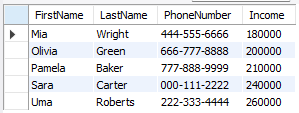 FirstName LastName PhoneNumber Income
Mia Wright 444-555-6666 180000
Olivia Green 666-777-8888 200000
Pamela Baker 777-888-9999 210000
Sara Carter 000-111-2222 240000
Uma Roberts 222-333-4444 260000